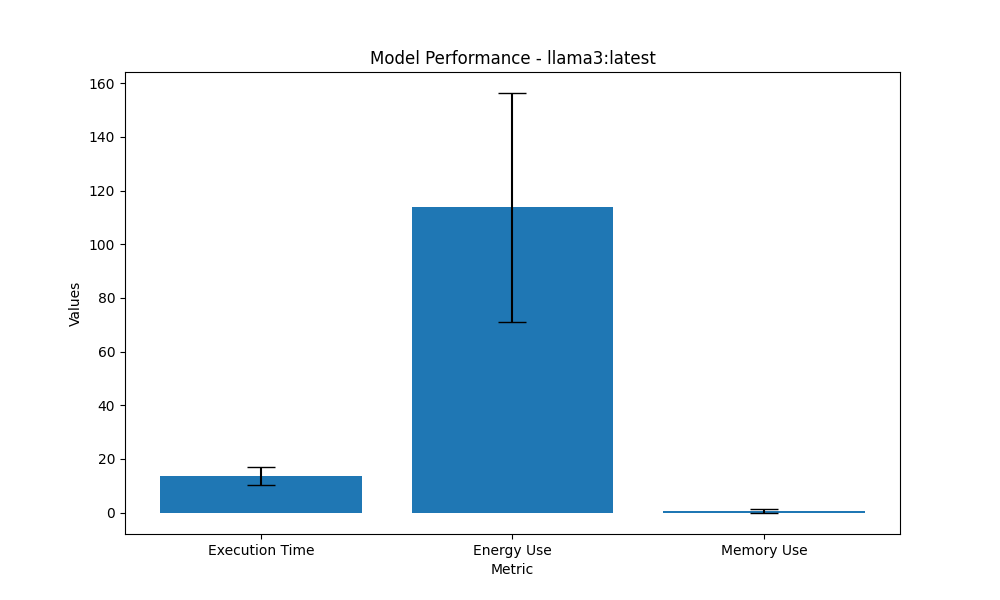 Model Performance - llama3:latest
160
140
120
100
80
60
40
20
0
Values
Execution Time
Energy Use
Memory Use
Metric